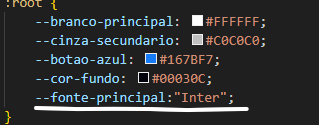 :root {
--branco-principal: #FFFFFF;
--cinza-secundario: #C0C0C0;
--botao-azul: #167BF7;
--cor-fundo: #00030C;
--fonte-principal:"Inter";
}